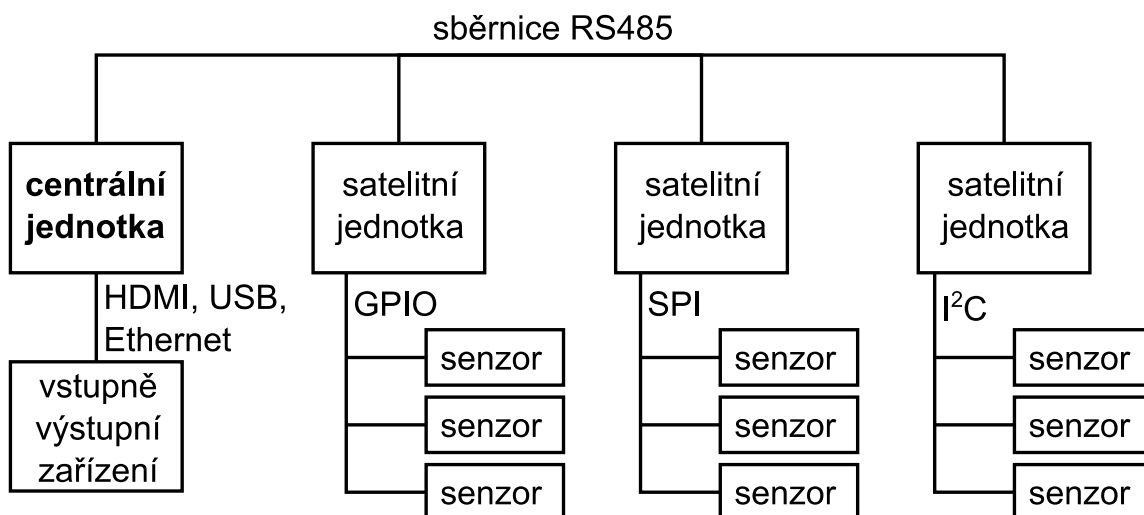 sběrnice RS485
centrální
jednotka
satelitní
jednotka
satelitní
jednotka
satelitní
jednotka
HDMI, USB,
Ethernet
GPIO
SPI
I²C
vstupně
výstupní
zařízení
senzor
senzor
senzor
senzor
senzor
senzor
senzor
senzor
senzor